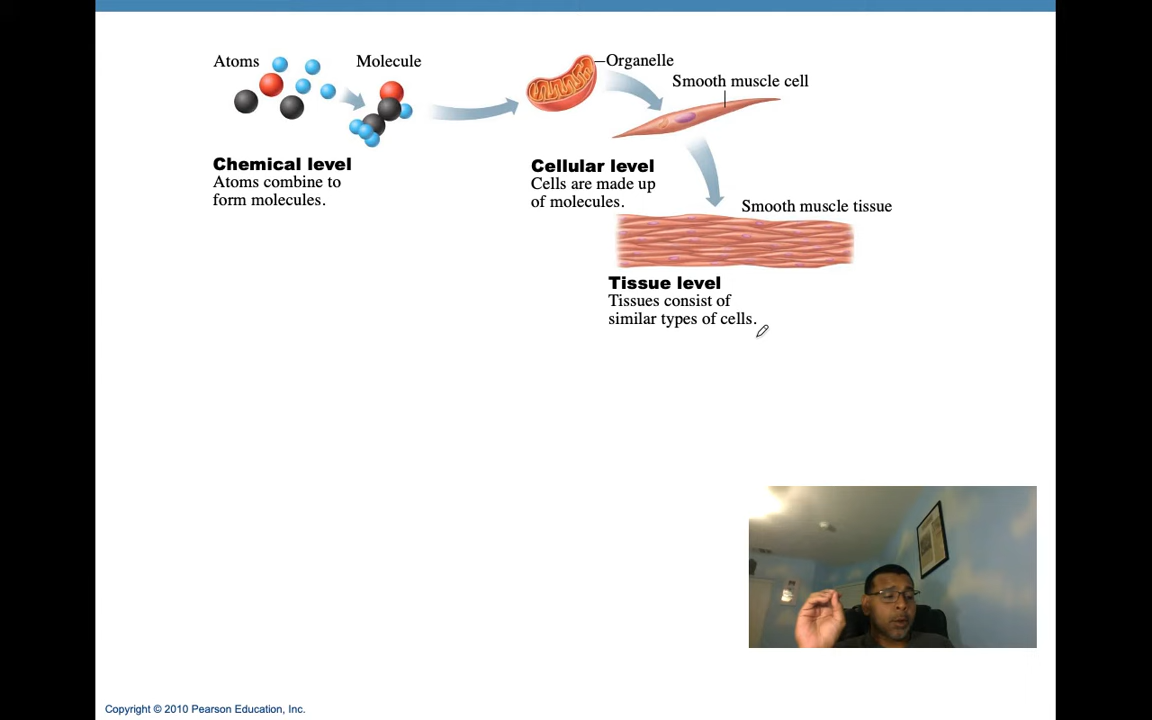 Atoms
Molecule
Organelle
Smooth muscle cell
Chemical level
Atoms combine to
form molecules.
Cellular level
Cells are made up
of molecules.
Smooth muscle tissue
Tissue level
Tissues consist of
similar types of cells.
Copyright © 2010 Pearson Education, Inc.